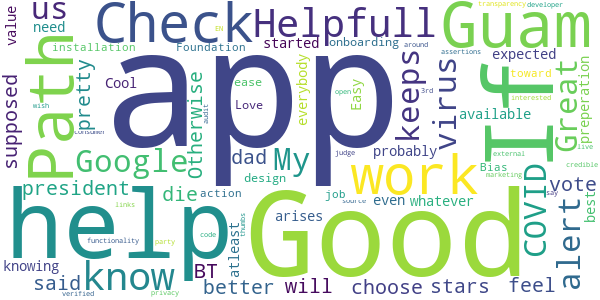 us
Check
Helpfull
Guam
transparency
developer
EN
value
need
installation
Foundation
started
onboarding
around
assertions
expected
app
Path
pretty
Cool
ease
Love
everybody
Easy
open
keeps
virus
toward
3rd
interested
If
Great
preperation
supposed
Otherwise
audit
consumer
Google
dad
My
probably
available
external
live
wish
judge
Bias
credible
marketing
president
die
action
design
job
work
covid
vote
help
Good
links
arises
source
even
whatever
say
best
code
functionality
party
thumbs
atleast
alert
knowing
said
know
BT
better
will
choose
stars
feel
verified
privacy